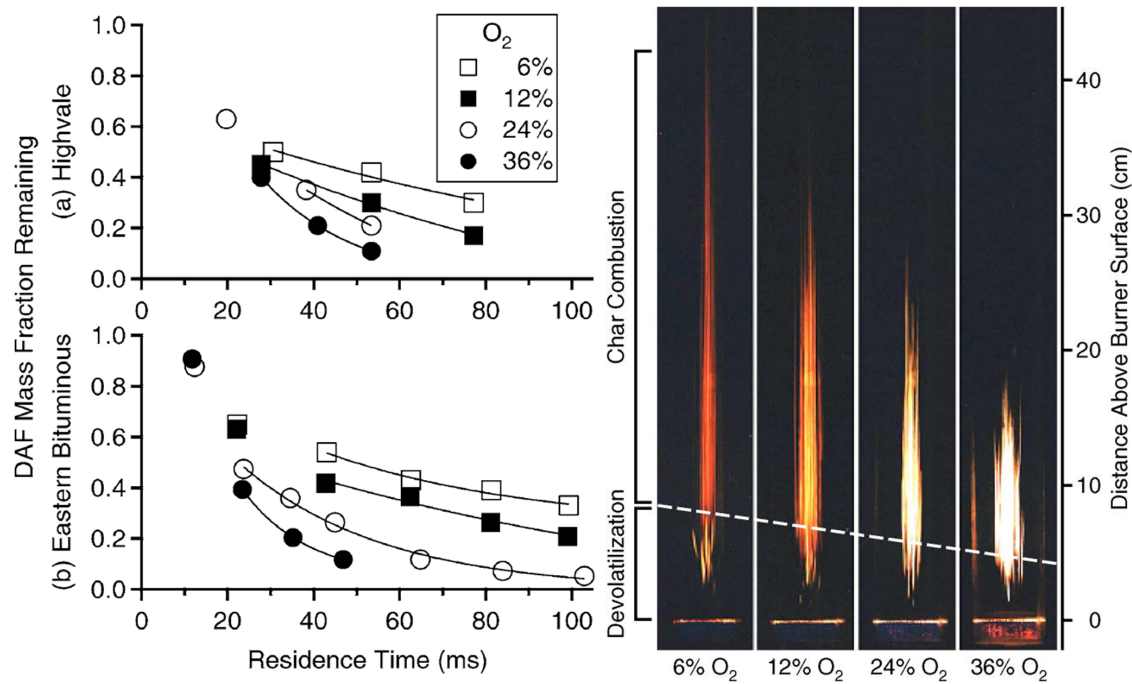 DAF Mass Fraction Remaining
(a) Highvale
1.0
0.8
0.6
0.4
0.2
0.0
0 20 40 60 80 100
O2
6%
12%
24%
36%
(b) Eastern Bituminous
1.0
0.8
0.6
0.4
0.2
0.0
0 20 40 60 80 100
Residence Time (ms)
Char Combustion
Devolatilization
6% O2 12% O2 24% O2 36% O2
40
30
20
10
0
Distance Above Burner Surface (cm)